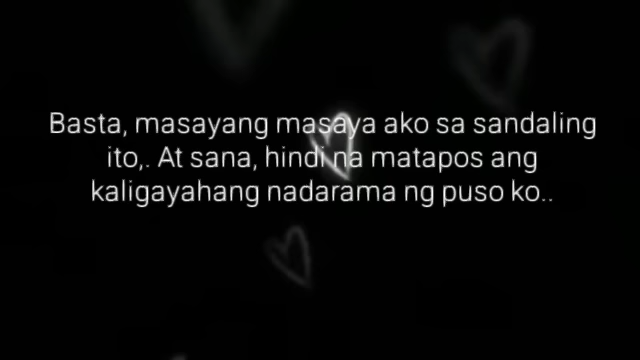 Basta, masayang masaya ako sa sandaling
ito,. At sana, hindi na matapos ang
kaligayahang nadarama ng puso ko..